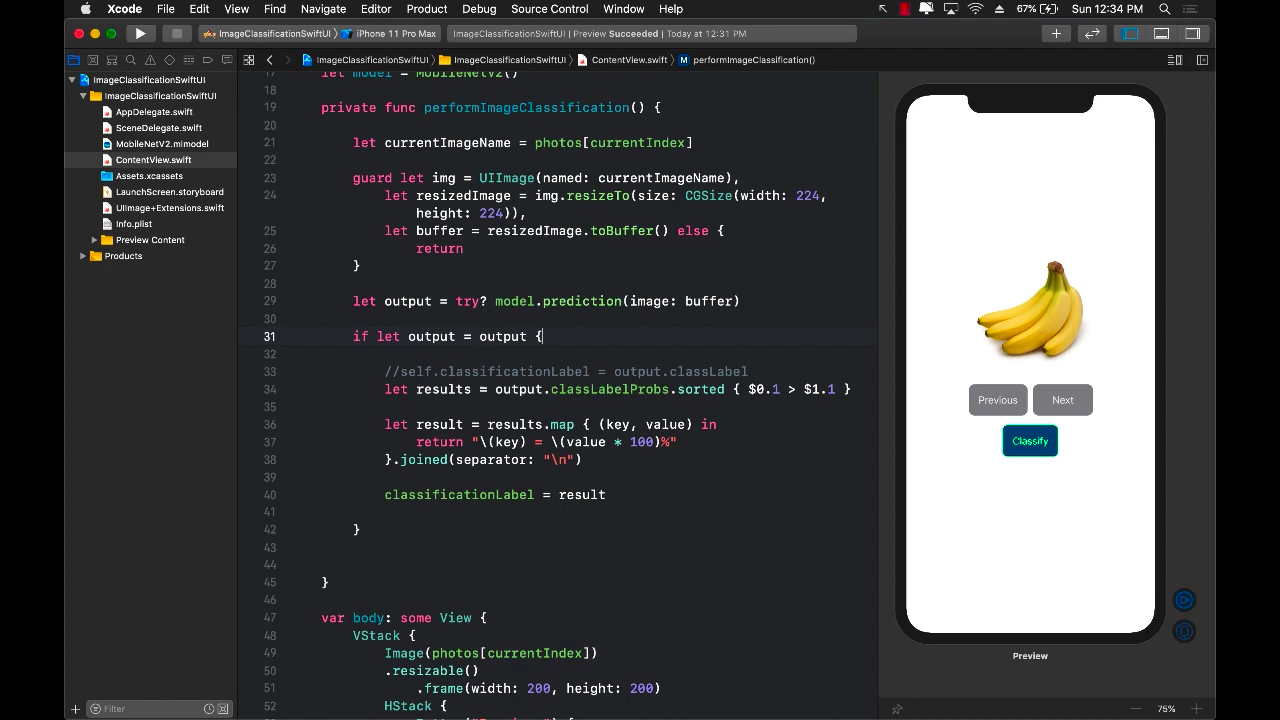 Xcode File Edit View Find Navigate Editor Product Debug Source Control Window Help 67% Sun 12:34 PM
ImageClassificationSwiftUI iPhone 11 Pro Max ImageClassificationSwiftUI | Preview Succeeded | Today at 12:31 PM
ImageClassificationSwiftUI ImageClassificationSwiftUI ContentView.swift M performImageClassification()
ImageClassificationSwiftUI
ImageClassificationSwiftUI
AppDelegate.swift
SceneDelegate.swift
MobileNetV2.mlmodel
ContentView.swift
Assets.xcassets
LaunchScreen.storyboard
UIImage+Extensions.swift
Info.plist
Preview Content
Products
Filter
17 let model = MobileNetV2()
18
19 private func performImageClassification() {
20
21 let currentImageName = photos[currentIndex]
22
23 guard let img = UIImage(named: currentImageName),
24 let resizedImage = img.resizeTo(size: CGSize(width: 224,
height: 224)),
25 let buffer = resizedImage.toBuffer() else {
26 return
27 }
28
29 let output = try? model.prediction(image: buffer)
30
31 if let output = output {
32
33 //self.classificationLabel = output.classLabel
34 let results = output.classLabelProbs.sorted { $0.1 > $1.1 }
35
36 let result = results.map { (key, value) in
37 return "\(key) = \(value * 100)%"
38 }.joined(separator: "\n")
39
40 classificationLabel = result
41
42 }
43
44
45 }
46
47 var body: some View {
48 VStack {
49 Image(photos[currentIndex])
50 .resizable()
51 .frame(width: 200, height: 200)
52 HStack {
Previous Next
Classify
Preview
75%